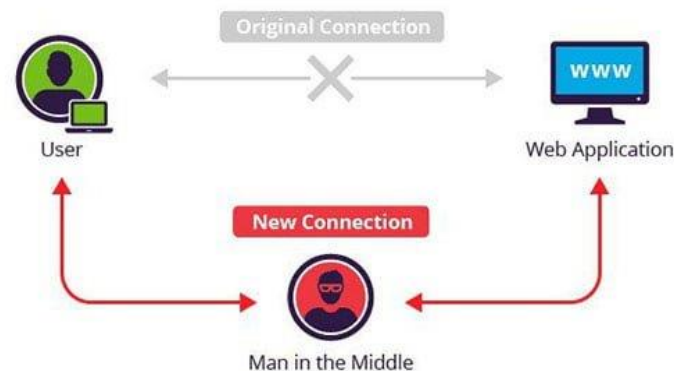 Original Connection
www
User
Web Application
New Connection
Man in the Middle